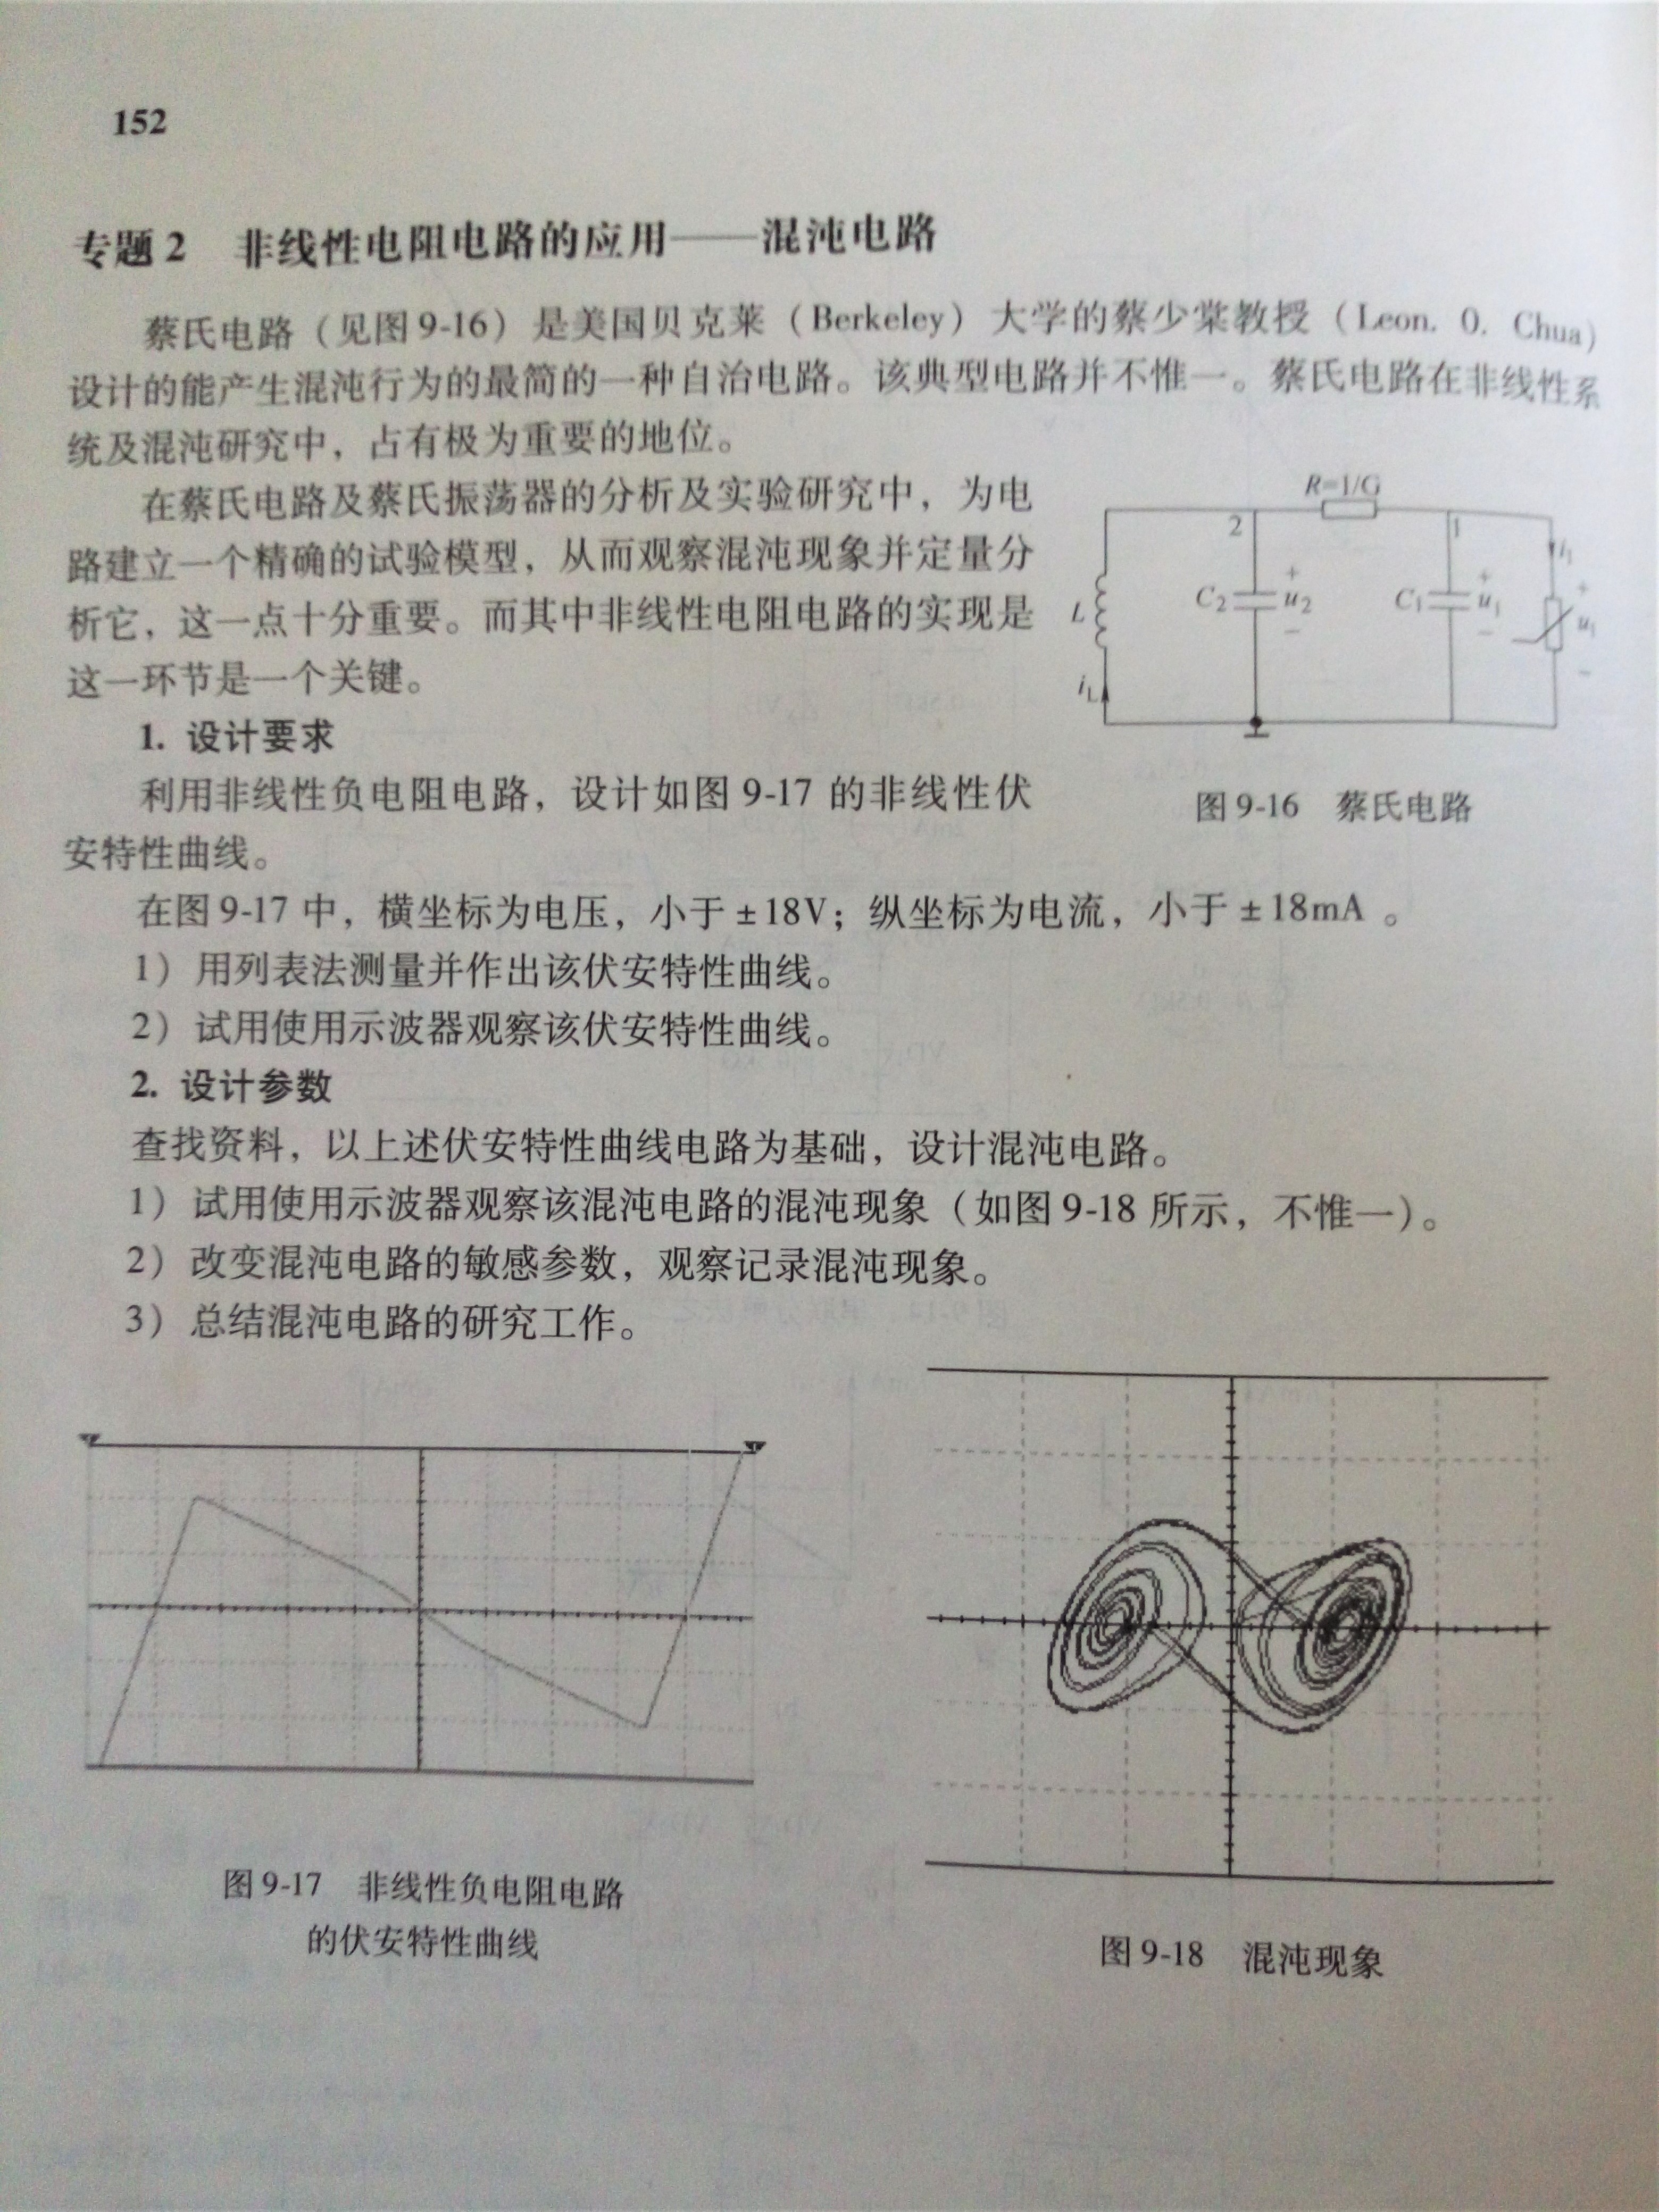 152
专题2 非线性电阻电路的应用——混沌电路
蔡氏电路（见图9-16）是美国贝克莱（Berkeley）大学的蔡少棠教授（Leon. O. Chua）
设计的能产生混沌行为的最简的一种自治电路。该典型电路并不惟一。蔡氏电路在非线性系
统及混沌研究中，占有极为重要的地位。
在蔡氏电路及蔡氏振荡器的分析及实验研究中，为电
路建立一个精确的试验模型，从而观察混沌现象并定量分
析它，这一点十分重要。而其中非线性电阻电路的实现是
这一环节是一个关键。
R=1/G
2
1
i₁
L
C₂
+
u₂
−
C₁
+
u₁
−
+
u₁
−
iL
图9-16 蔡氏电路
1. 设计要求
利用非线性负电阻电路，设计如图9-17的非线性伏
安特性曲线。
在图9-17中，横坐标为电压，小于±18V；纵坐标为电流，小于±18mA。
1）用列表法测量并作出该伏安特性曲线。
2）试用使用示波器观察该伏安特性曲线。
2. 设计参数
查找资料，以上述伏安特性曲线电路为基础，设计混沌电路。
1）试用使用示波器观察该混沌电路的混沌现象（如图9-18所示，不惟一）。
2）改变混沌电路的敏感参数，观察记录混沌现象。
3）总结混沌电路的研究工作。
图9-17 非线性负电阻电路
的伏安特性曲线
图9-18 混沌现象